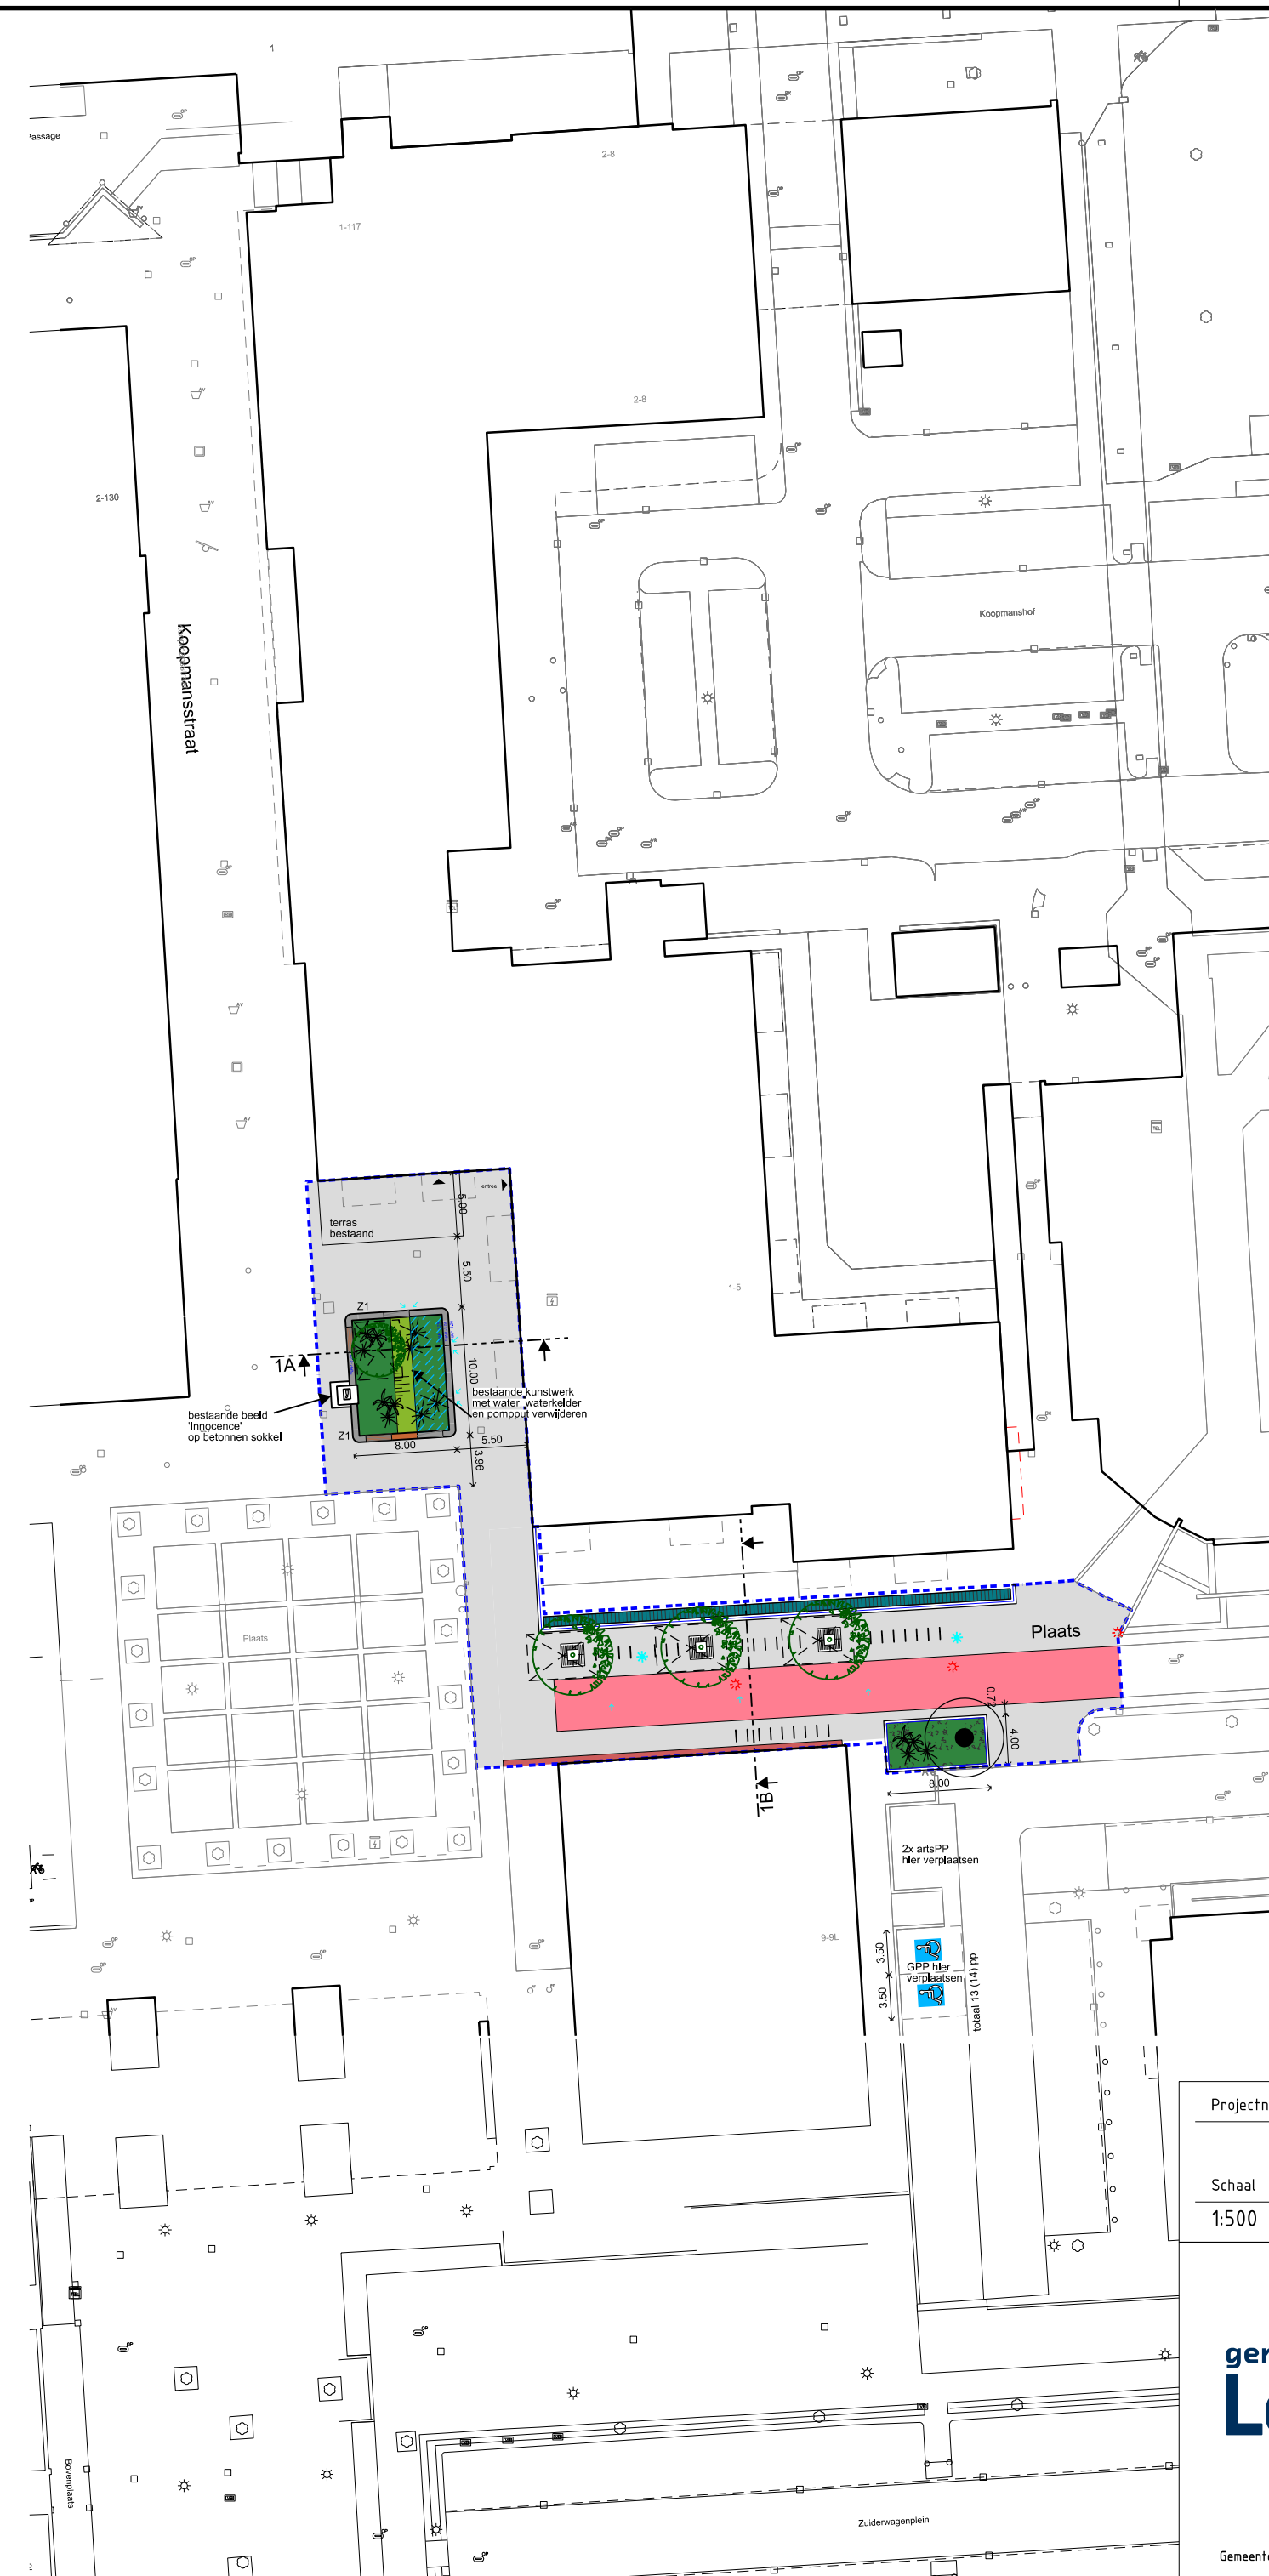 1
2-8
1-117
2-8
2-130
Koopmansstraat
Koopmanshof
TEL
entree
5.00
terras
bestaand
5.50
1-5
Z1
1A
10.00
bestaande kunstwerk
met water, waterkelder
en pompput verwijderen
bestaande beeld
'Innocence'
op betonnen sokkel
Z1
8.00
5.50
3.96
Plaats
Plaats
0.72
4.00
8.00
1B
2x artsPP
hier verplaatsen
9-9L
3.50
GPP hier
verplaatsen
3.50
totaal 13 (14) pp
Schaal
1:500
Bovenplaats
Zuiderwagenplein